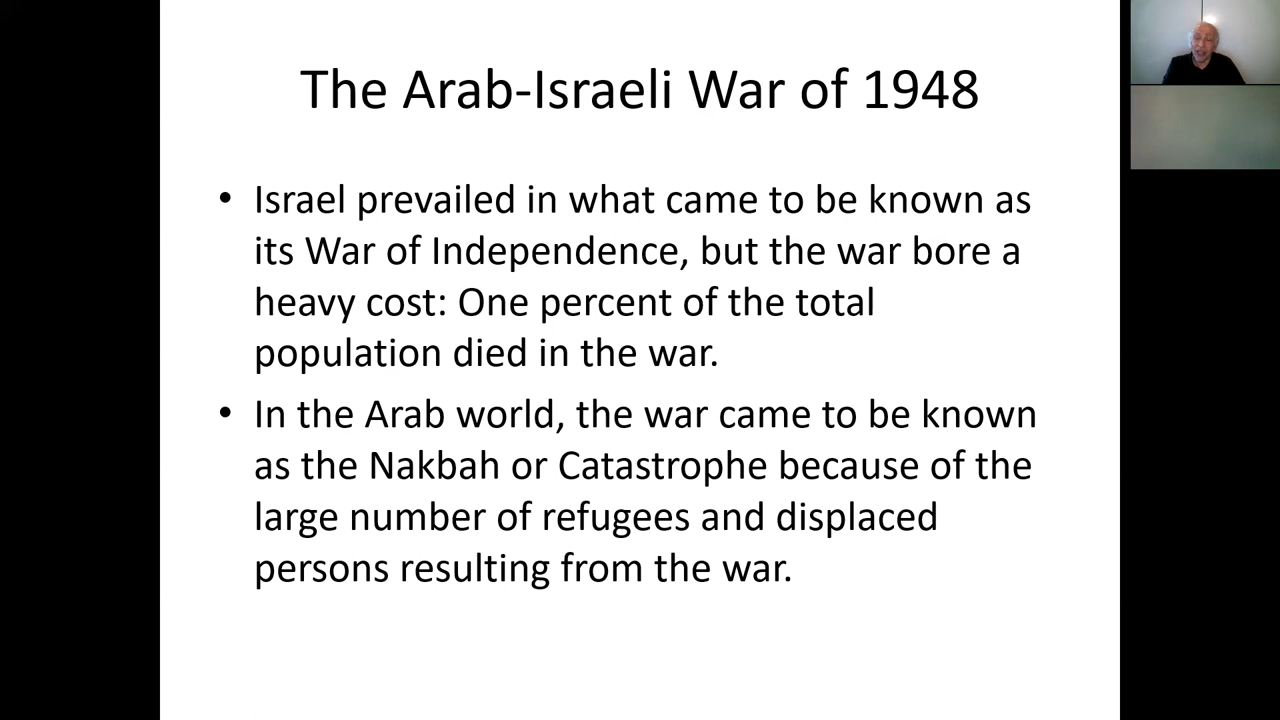 The Arab-Israeli War of 1948
• Israel prevailed in what came to be known as
its War of Independence, but the war bore a
heavy cost: One percent of the total
population died in the war.
• In the Arab world, the war came to be known
as the Nakbah or Catastrophe because of the
large number of refugees and displaced
persons resulting from the war.